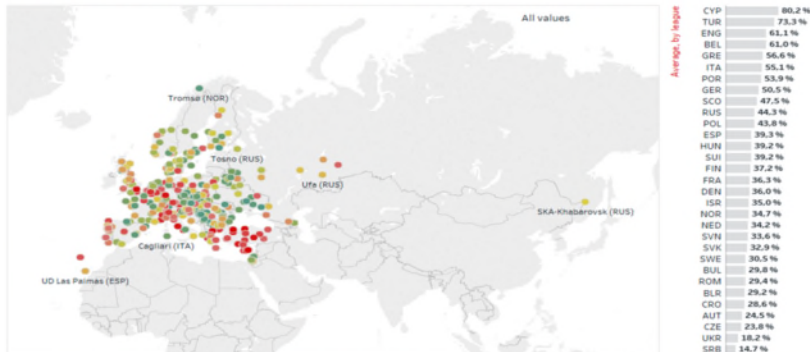 All values
Tromsø (NOR)
Tosno (RUS)
Ufa (RUS)
SKA-Khabarovsk (RUS)
Cagliari (ITA)
UD Las Palmas (ESP)
Average, by league
CYP 80,2 %
TUR 73,3 %
ENG 61,1 %
BEL 61,0 %
GRE 56,6 %
ITA 55,1 %
POR 53,9 %
GER 50,5 %
SCO 47,5 %
RUS 44,3 %
POL 43,8 %
ESP 39,3 %
HUN 39,2 %
SUI 39,2 %
FIN 37,2 %
FRA 36,3 %
DEN 36,0 %
ISR 35,0 %
NOR 34,7 %
NED 34,2 %
SVN 33,6 %
SVK 32,9 %
SWE 30,5 %
BUL 29,8 %
ROM 29,4 %
BLR 29,2 %
CRO 28,6 %
AUT 24,5 %
CZE 23,8 %
UKR 18,2 %
SRB 14,7 %